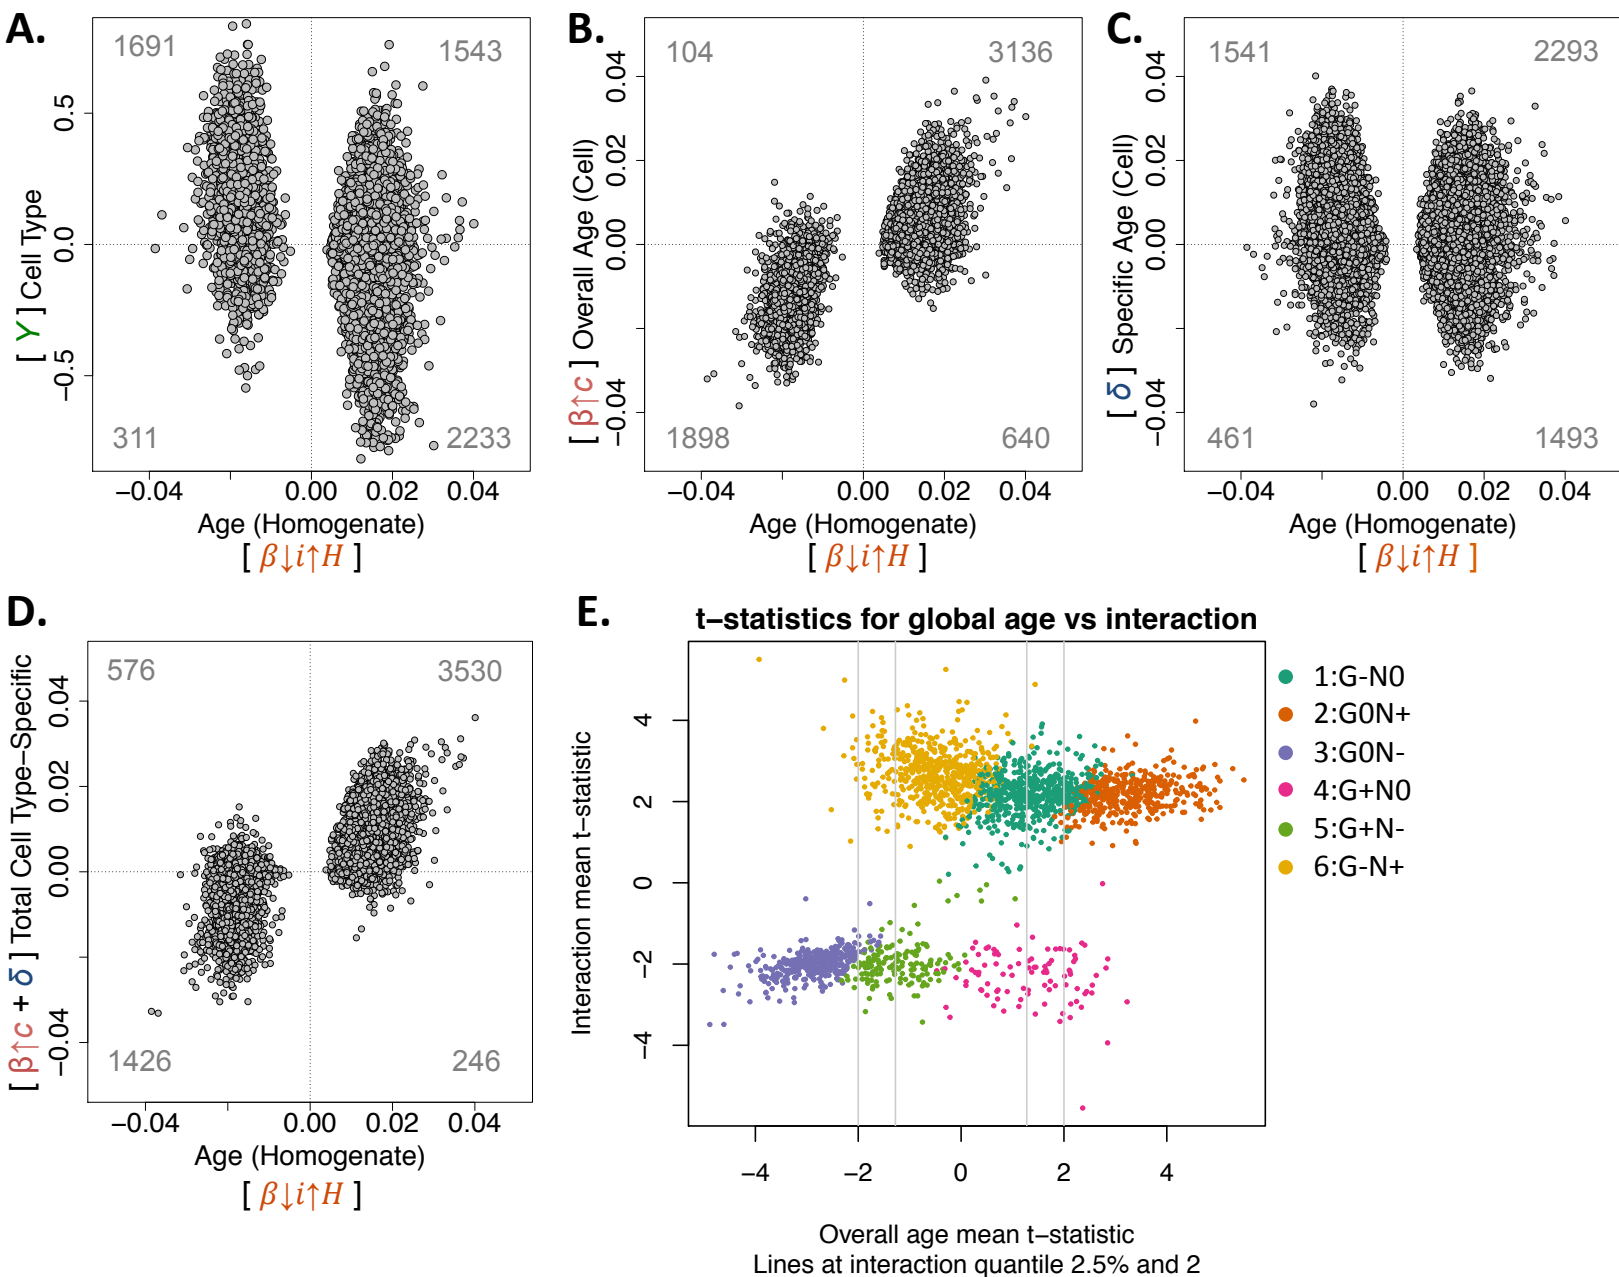 A.
1691
1543
311
2233
[ Y ] Cell Type
0.5
0.0
−0.5
−0.04
0.00
0.02
0.04
Age (Homogenate)
[ β↓i↑H ]
B.
104
3136
1898
640
[ β↑c ] Overall Age (Cell)
0.04
0.02
0.00
−0.04
−0.04
0.00
0.02
0.04
Age (Homogenate)
[ β↓i↑H ]
C.
1541
2293
461
1493
[ δ ] Specific Age (Cell)
0.04
0.02
0.00
−0.04
−0.04
0.00
0.02
0.04
Age (Homogenate)
[ β↓i↑H ]
D.
576
3530
1426
246
[ β↑c + δ ] Total Cell Type−Specific
0.04
0.02
0.00
−0.04
−0.04
0.00
0.02
0.04
Age (Homogenate)
[ β↓i↑H ]
E.
t−statistics for global age vs interaction
Interaction mean t−statistic
4
2
0
−2
−4
−4
−2
0
2
4
Overall age mean t−statistic
Lines at interaction quantile 2.5% and 2
1:G-N0
2:G0N+
3:G0N-
4:G+N0
5:G+N-
6:G-N+